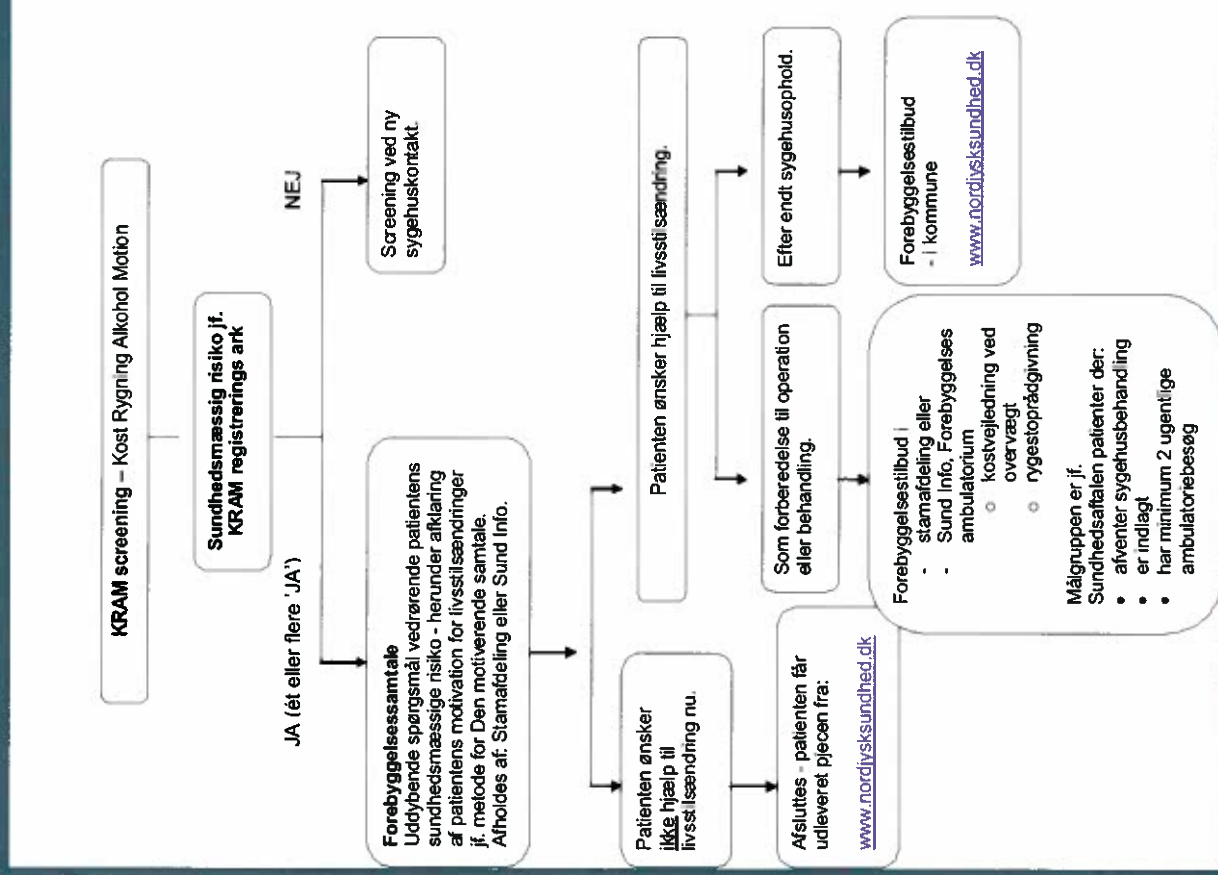 KRAM screening – Kost Rygning Alkohol Motion
Sundhedsmæssig risiko jf.
KRAM registrerings ark
JA (ét eller flere 'JA')
NEJ
Forebyggelsessamtale
Uddybende spørgsmål vedrørende patientens
sundhedsmæssige risiko - herunder afklaring
af patientens motivation for livsstilsændringer
jf. metode for Den motiverende samtale.
Afholdes af: Stamafdeling eller Sund Info.
Screening ved ny
sygehuskontakt.
Patienten ønsker
ikke hjælp til
livsstilsændring nu.
Patienten ønsker hjælp til livsstilsændring.
Afsluttes - patienten får
udleveret pjecen fra:
www.nordjysksundhed.dk
Som forberedelse til operation
eller behandling.
Efter endt sygehusophold.
Forebyggelsestilbud i
- stamafdeling eller
- Sund Info, Forebyggelses
ambulatorium
○ kostvejledning ved
overvægt
○ rygestoprådgivning
Målgruppen er jf.
Sundhedsaftalen patienter der:
• afventer sygehusbehandling
• er indlagt
• har minimum 2 ugentlige
ambulatoriebesøg
Forebyggelsestilbud
- i kommune
www.nordjysksundhed.dk